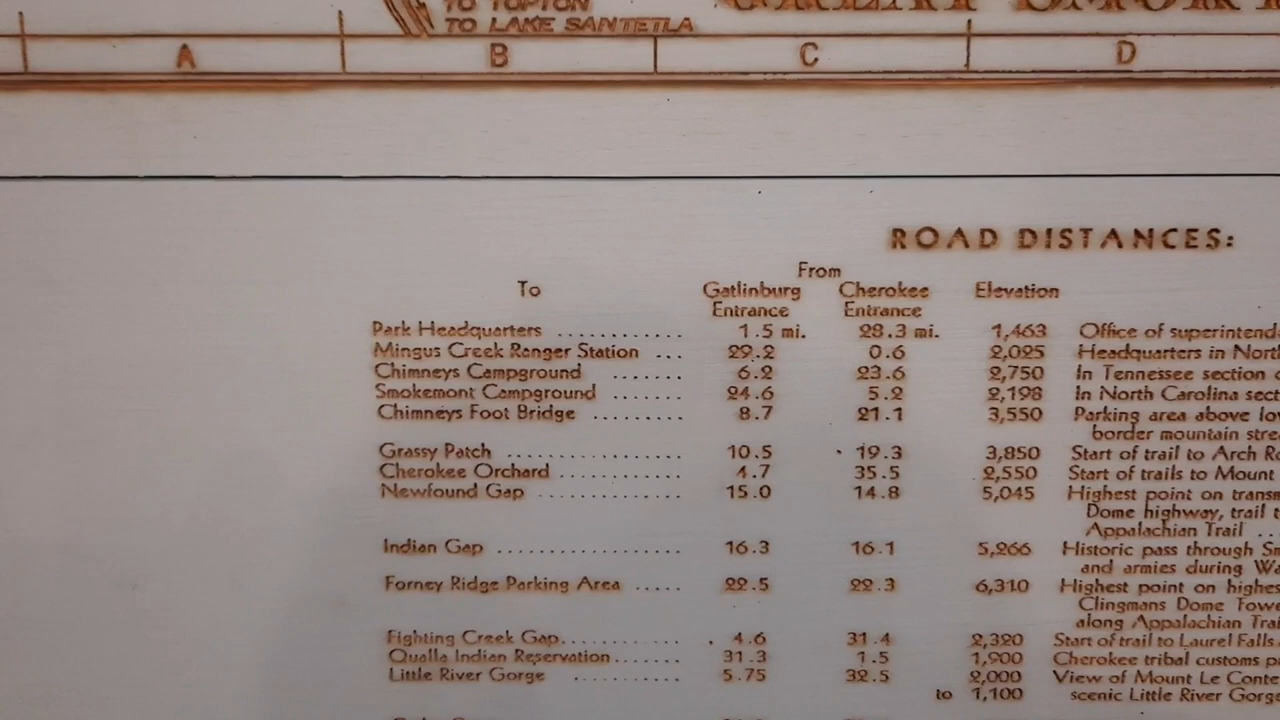 TO TOPTON
TO LAKE SANTETLA
A B C D
ROAD DISTANCES:
From
To Gatlinburg Cherokee Elevation
Entrance Entrance
Park Headquarters .......... 1.5 mi. 28.3 mi. 1,463 Office of superintend
Mingus Creek Ranger Station ... 29.2 0.6 2,025 Headquarters in Nort
Chimneys Campground ....... 6.2 23.6 2,750 In Tennessee section
Smokemont Campground ....... 24.6 5.2 2,198 In North Carolina sect
Chimneys Foot Bridge ......... 8.7 21.1 3,550 Parking area above lo
border mountain stre
Grassy Patch .................. 10.5 19.3 3,850 Start of trail to Arch Ro
Cherokee Orchard ............. 4.7 35.5 2,550 Start of trails to Mount
Newfound Gap ............... 15.0 14.8 5,045 Highest point on transm
Dome highway, trail t
Appalachian Trail ..
Indian Gap ................... 16.3 16.1 5,266 Historic pass through Sm
and armies during Wa
Forney Ridge Parking Area ..... 22.5 22.3 6,310 Highest point on highes
Clingmans Dome Towe
along Appalachian Trai
Fighting Creek Gap............. 4.6 31.4 2,320 Start of trail to Laurel Falls.
Qualla Indian Reservation....... 31.3 1.5 1,900 Cherokee tribal customs p
Little River Gorge ........... 5.75 32.5 2,000 View of Mount Le Conte
to 1,100 scenic Little River Gorge